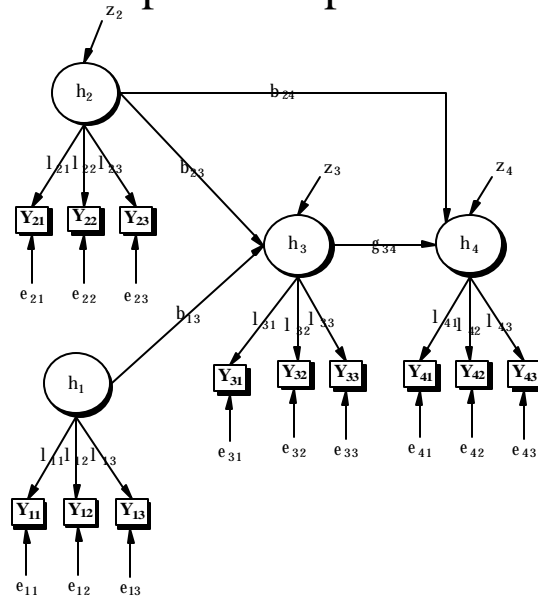 z2
h2
b24
l21 l22 l23
b23
z3
z4
Y21 Y22 Y23
h3
g34
h4
e21 e22 e23
b13
l31 l32 l33
l41 l42 l43
h1
Y31 Y32 Y33
Y41 Y42 Y43
l11 l12 l13
e31 e32 e33
e41 e42 e43
Y11 Y12 Y13
e11 e12 e13